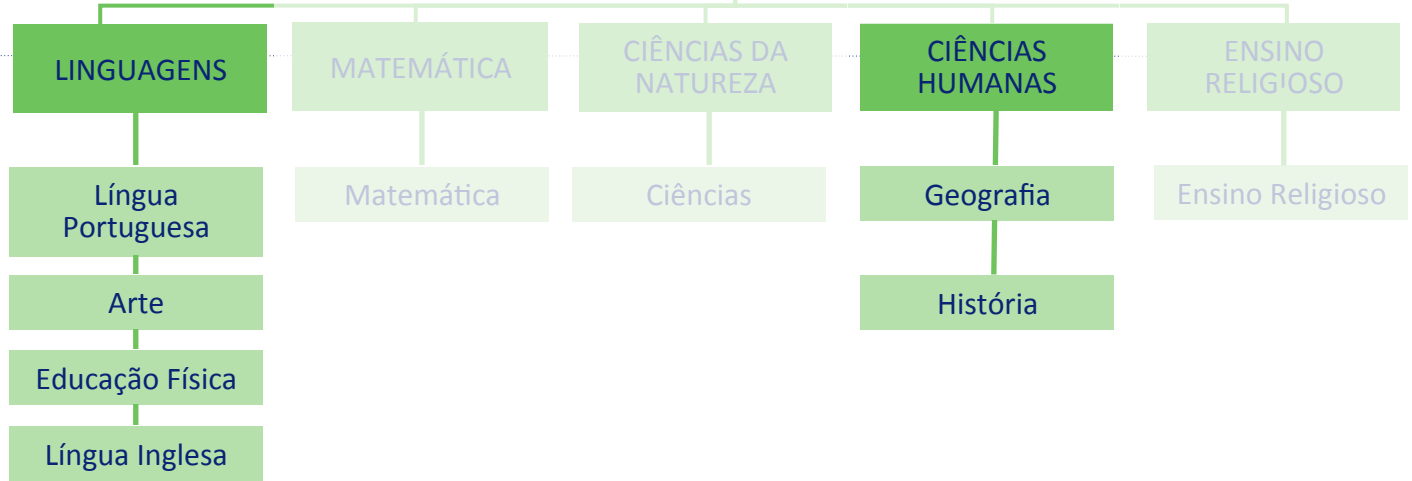 LINGUAGENS
MATEMÁTICA
CIÊNCIAS DA
NATUREZA
CIÊNCIAS
HUMANAS
ENSINO
RELIGIOSO
Língua
Portuguesa
Matemática
Ciências
Geografia
Ensino Religioso
Arte
História
Educação Física
Língua Inglesa